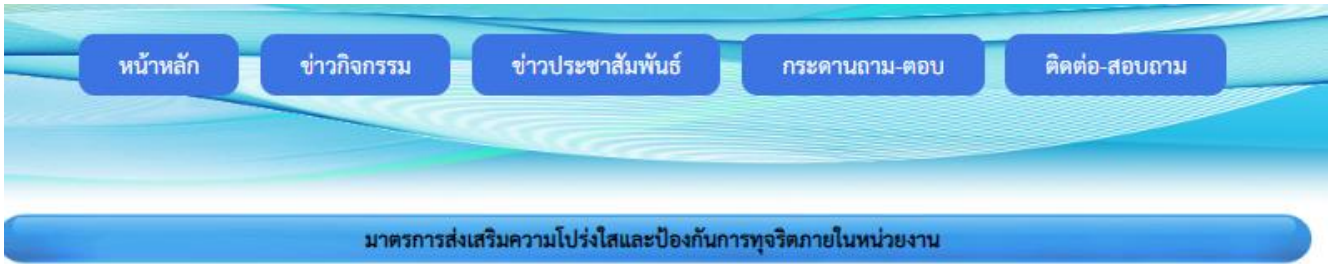 หน้าหลัก ข่าวกิจกรรม ข่าวประชาสัมพันธ์ กระดานถาม-ตอบ ติดต่อ-สอบถาม
มาตรการส่งเสริมความโปร่งใสและป้องกันการทุจริตภายในหน่วยงาน